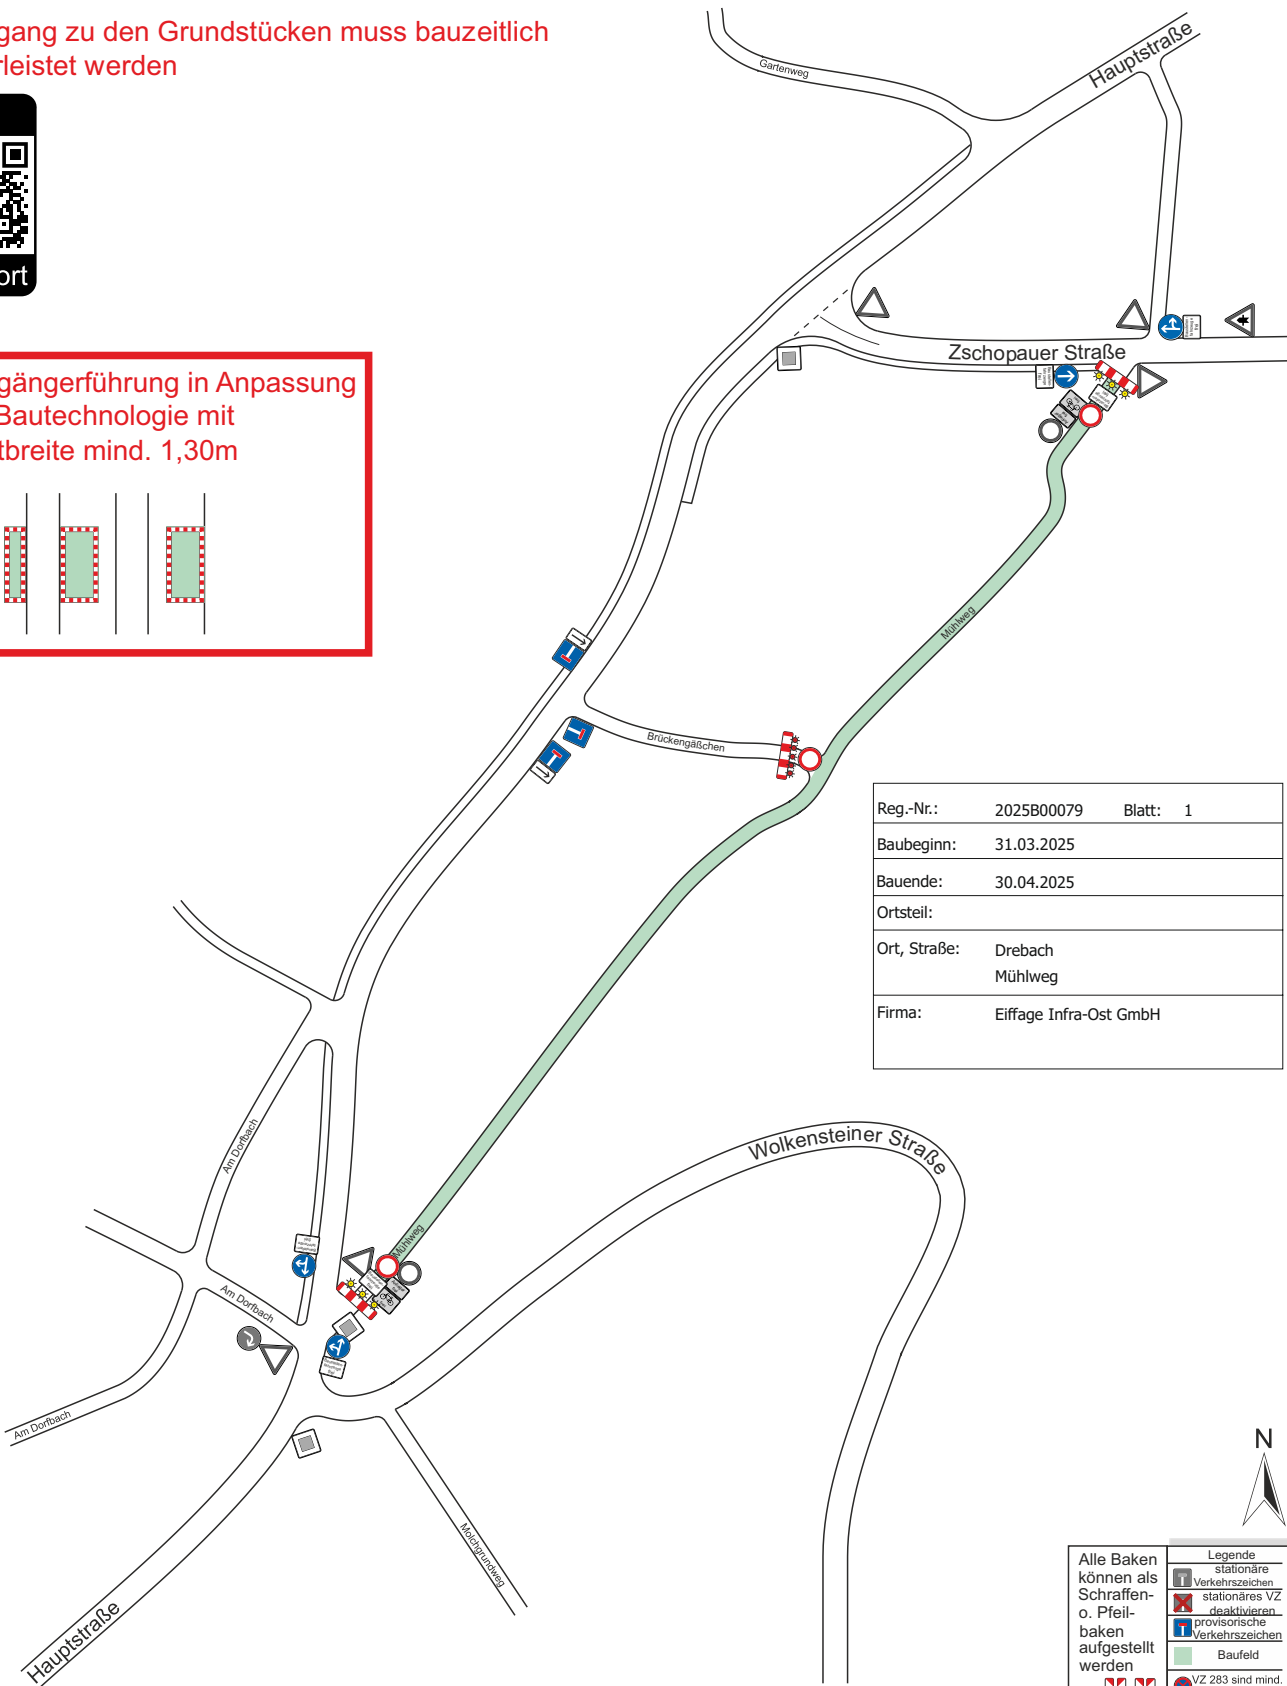 gang zu den Grundstücken muss bauzeitlich
rleistet werden
ort
gängerführung in Anpassung
Bautechnologie mit
tbreite mind. 1,30m
Gartenweg
Hauptstraße
Zschopauer Straße
Mühlweg
Brückengäßchen
Reg.-Nr.: 2025B00079 Blatt: 1
Baubeginn: 31.03.2025
Bauende: 30.04.2025
Ortsteil:
Ort, Straße: Drebach
Mühlweg
Firma: Eiffage Infra-Ost GmbH
Am Dorfbach
Wolkensteiner Straße
Mühlweg
Am Dorfbach
Am Dorfbach
Molchgrundweg
Hauptstraße
N
Alle Baken
können als
Schraffen-
o. Pfeil-
baken
aufgestellt
werden
Legende
stationäre
Verkehrszeichen
stationäres VZ
deaktivieren
provisorische
Verkehrszeichen
Baufeld
VZ 283 sind mind.